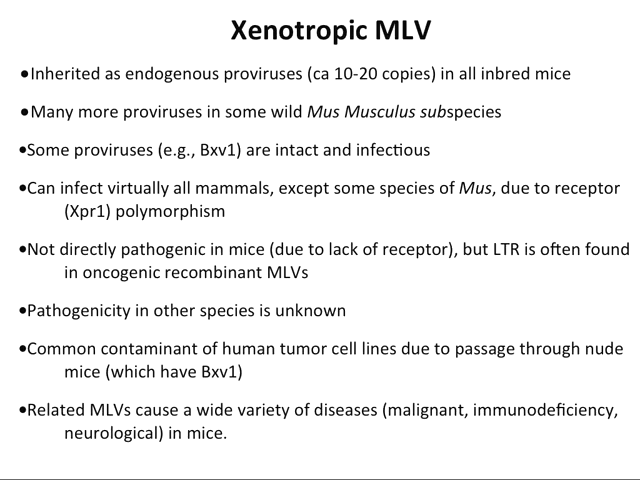 Xenotropic MLV
•Inherited as endogenous proviruses (ca 10-20 copies) in all inbred mice
•Many more proviruses in some wild Mus Musculus subspecies
•Some proviruses (e.g., Bxv1) are intact and infectious
•Can infect virtually all mammals, except some species of Mus, due to receptor
(Xpr1) polymorphism
•Not directly pathogenic in mice (due to lack of receptor), but LTR is often found
in oncogenic recombinant MLVs
•Pathogenicity in other species is unknown
•Common contaminant of human tumor cell lines due to passage through nude
mice (which have Bxv1)
•Related MLVs cause a wide variety of diseases (malignant, immunodeficiency,
neurological) in mice.